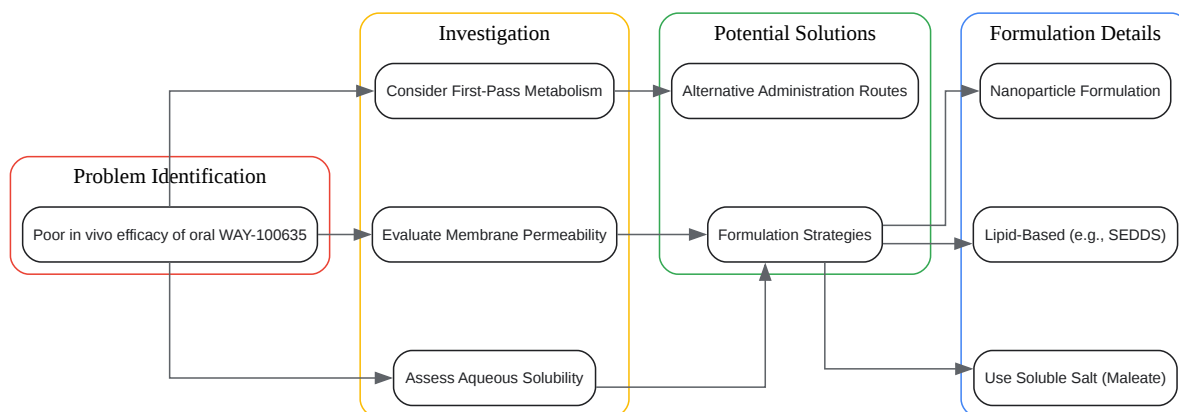 Investigation
Potential Solutions
Formulation Details
Consider First-Pass Metabolism
Alternative Administration Routes
Nanoparticle Formulation
Problem Identification
Poor in vivo efficacy of oral WAY-100635
Evaluate Membrane Permeability
Formulation Strategies
Lipid-Based (e.g., SEDDS)
Assess Aqueous Solubility
Use Soluble Salt (Maleate)